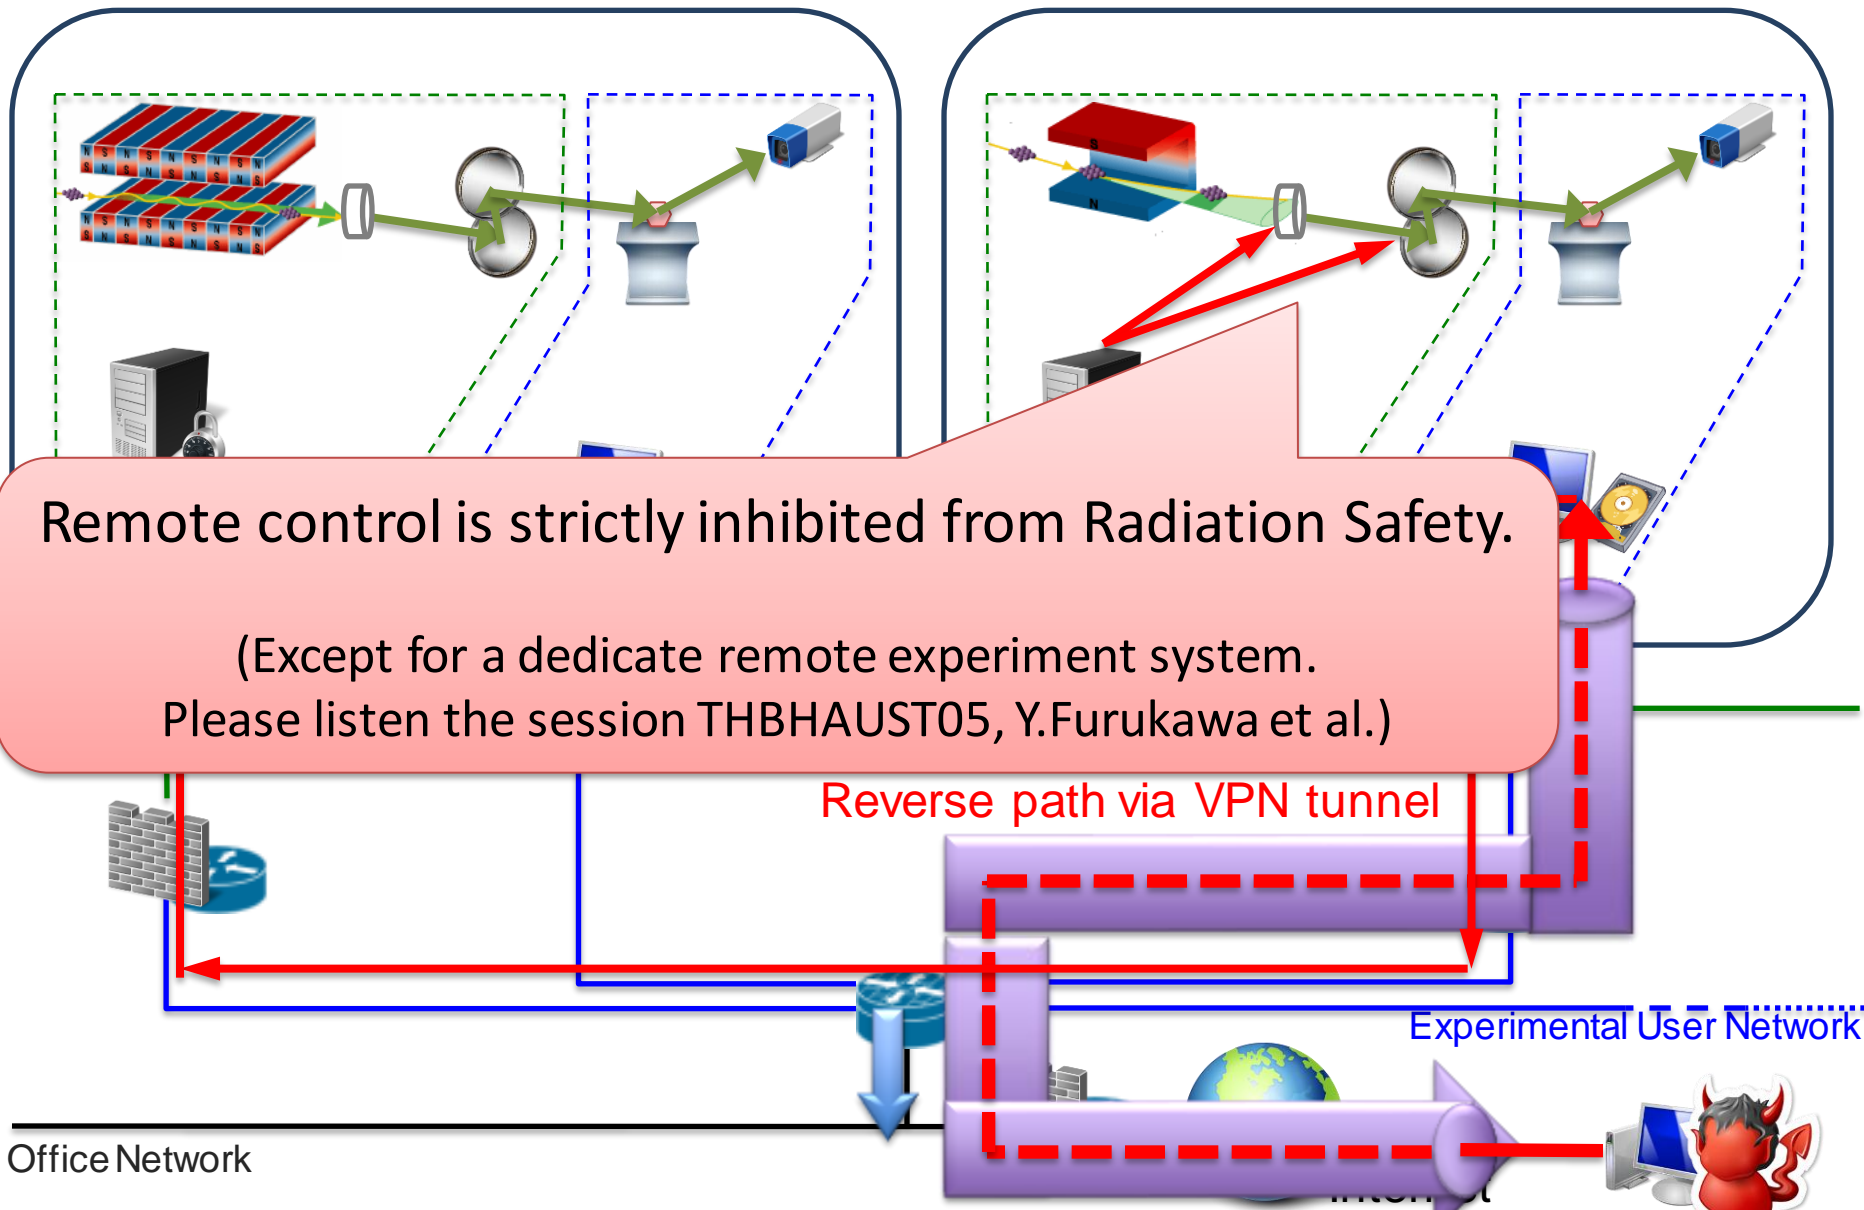 Remote control is strictly inhibited from Radiation Safety.
(Except for a dedicate remote experiment system.
Please listen the session THBHAUST05, Y.Furukawa et al.)
Reverse path via VPN tunnel
Experimental User Network
Office Network